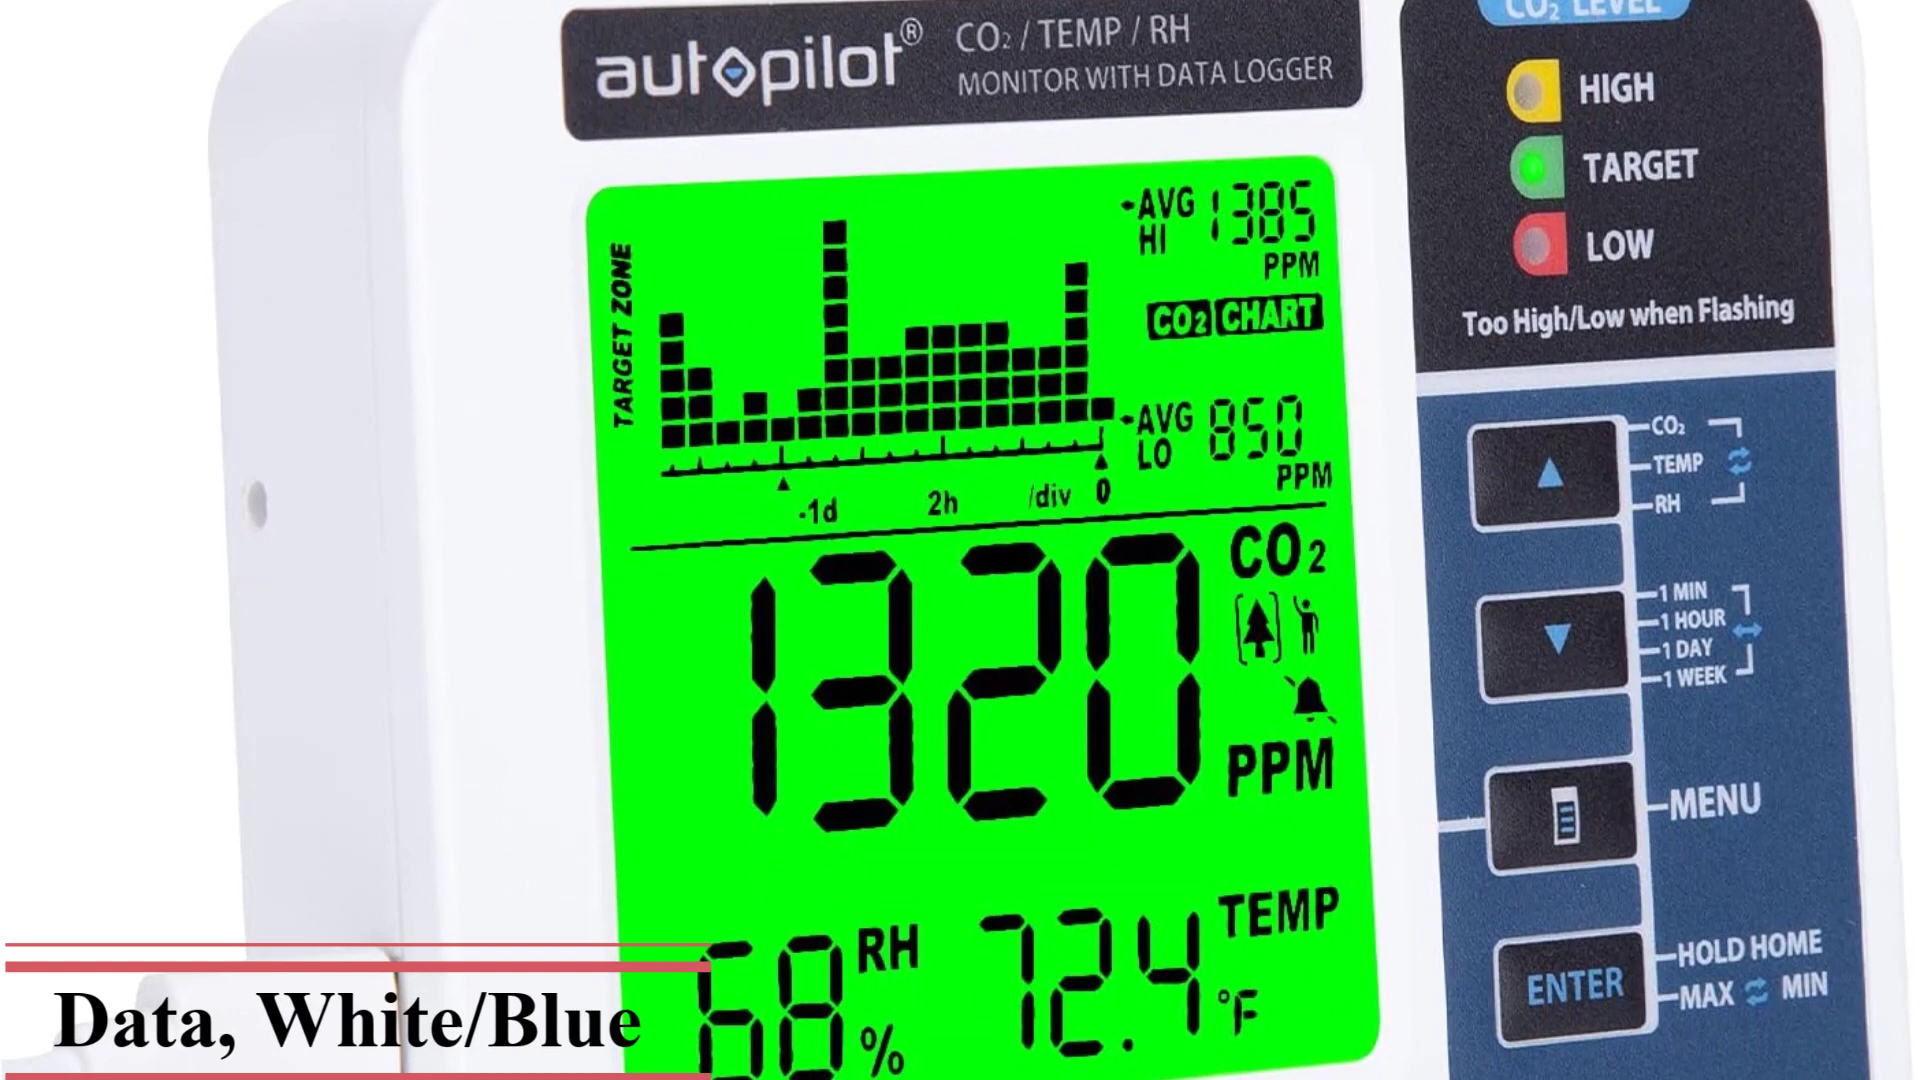 autopilot®
CO₂ / TEMP / RH
MONITOR WITH DATA LOGGER
CO₂ LEVEL
HIGH
TARGET
LOW
Too High/Low when Flashing
TARGET ZONE
AVG 1385
HI
PPM
CO₂ CHART
AVG 850
LO
PPM
-1d 2h /div 0
1320
CO₂
PPM
68 RH
%
72.4 TEMP
°F
CO₂
TEMP
RH
1 MIN
1 HOUR
1 DAY
1 WEEK
MENU
ENTER
HOLD HOME
MAX MIN
Data, White/Blue